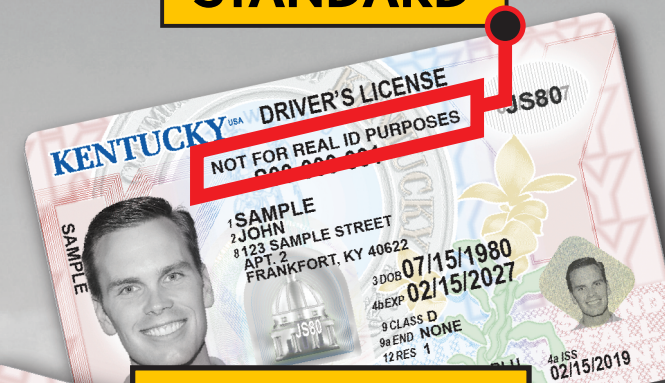 STANDARD
KENTUCKY USA DRIVER'S LICENSE
NOT FOR REAL ID PURPOSES
JS80
SAMPLE
1 SAMPLE
2 JOHN
8 123 SAMPLE STREET
APT. 2
FRANKFORT, KY 40622
3 DOB 07/15/1980
4b EXP 02/15/2027
JS80
9 CLASS D
9a END NONE
12 RES 1
4a ISS
02/15/2019